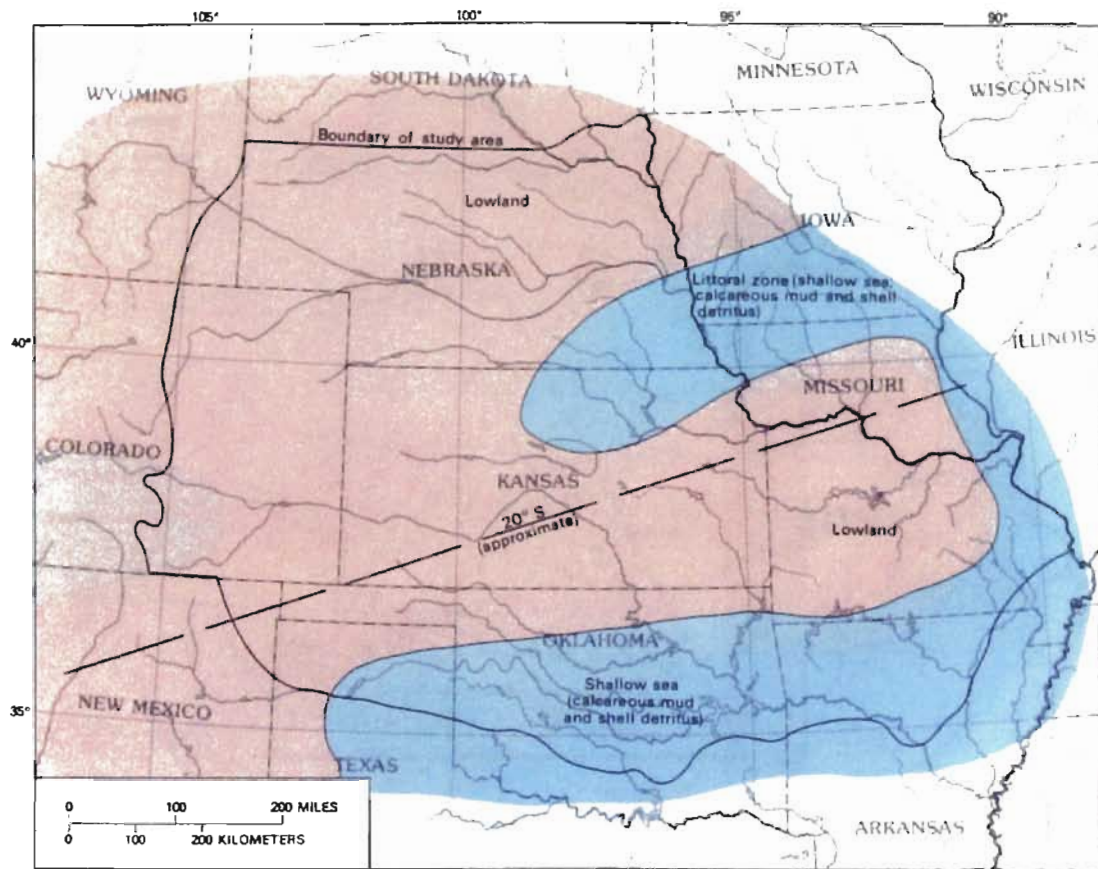 105°
100°
95°
90°
SOUTH DAKOTA
MINNESOTA
WYOMING
WISCONSIN
Boundary of study area
Lowland
IOWA
NEBRASKA
Littoral zone (shallow sea;
calcareous mud and shell
detritus)
40°
ILLINOIS
MISSOURI
COLORADO
KANSAS
20° S
(approximate)
Lowland
OKLAHOMA
Shallow sea
(calcareous mud
and shell detritus)
35°
NEW MEXICO
TEXAS
0 100 200 MILES
0 100 200 KILOMETERS
ARKANSAS